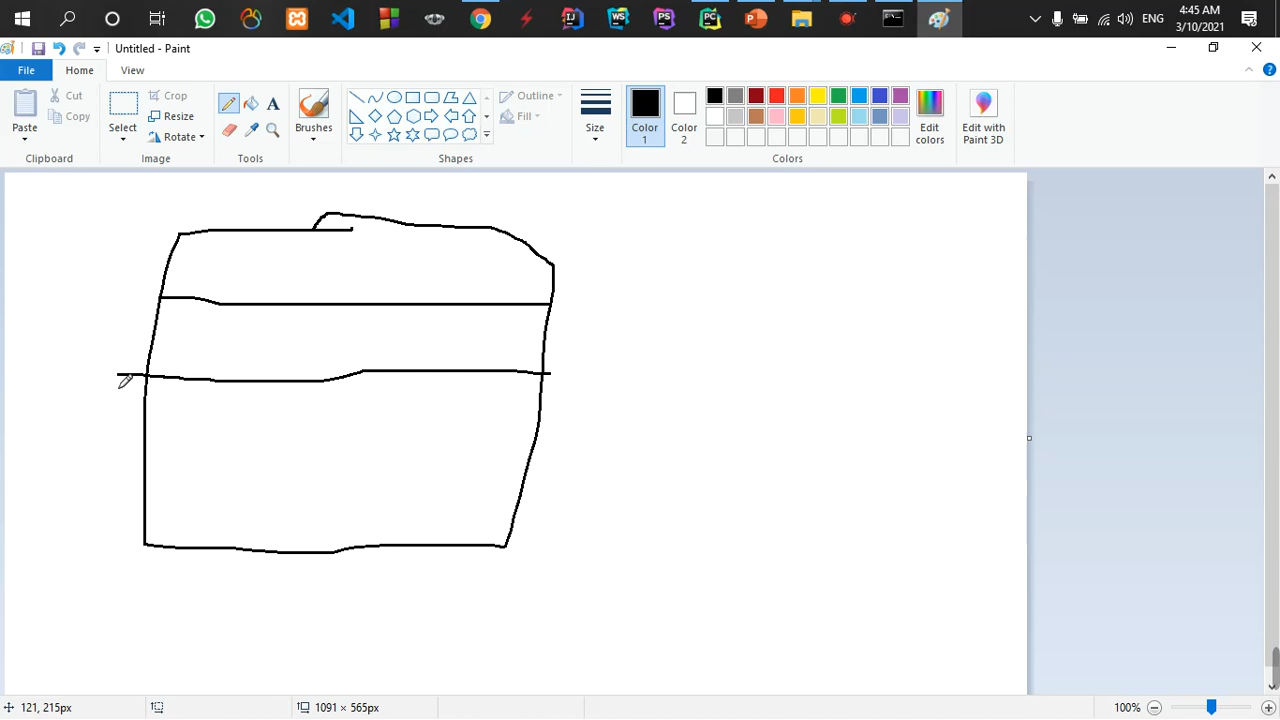 4:45 AM
ENG
3/10/2021
Untitled - Paint
File
Home
View
Cut
Copy
Paste
Clipboard
Crop
Resize
Rotate
Select
Image
A
Tools
Brushes
Outline
Fill
Shapes
Size
Color 1
Color 2
Edit colors
Edit with Paint 3D
Colors
121, 215px
1091 × 565px
100%